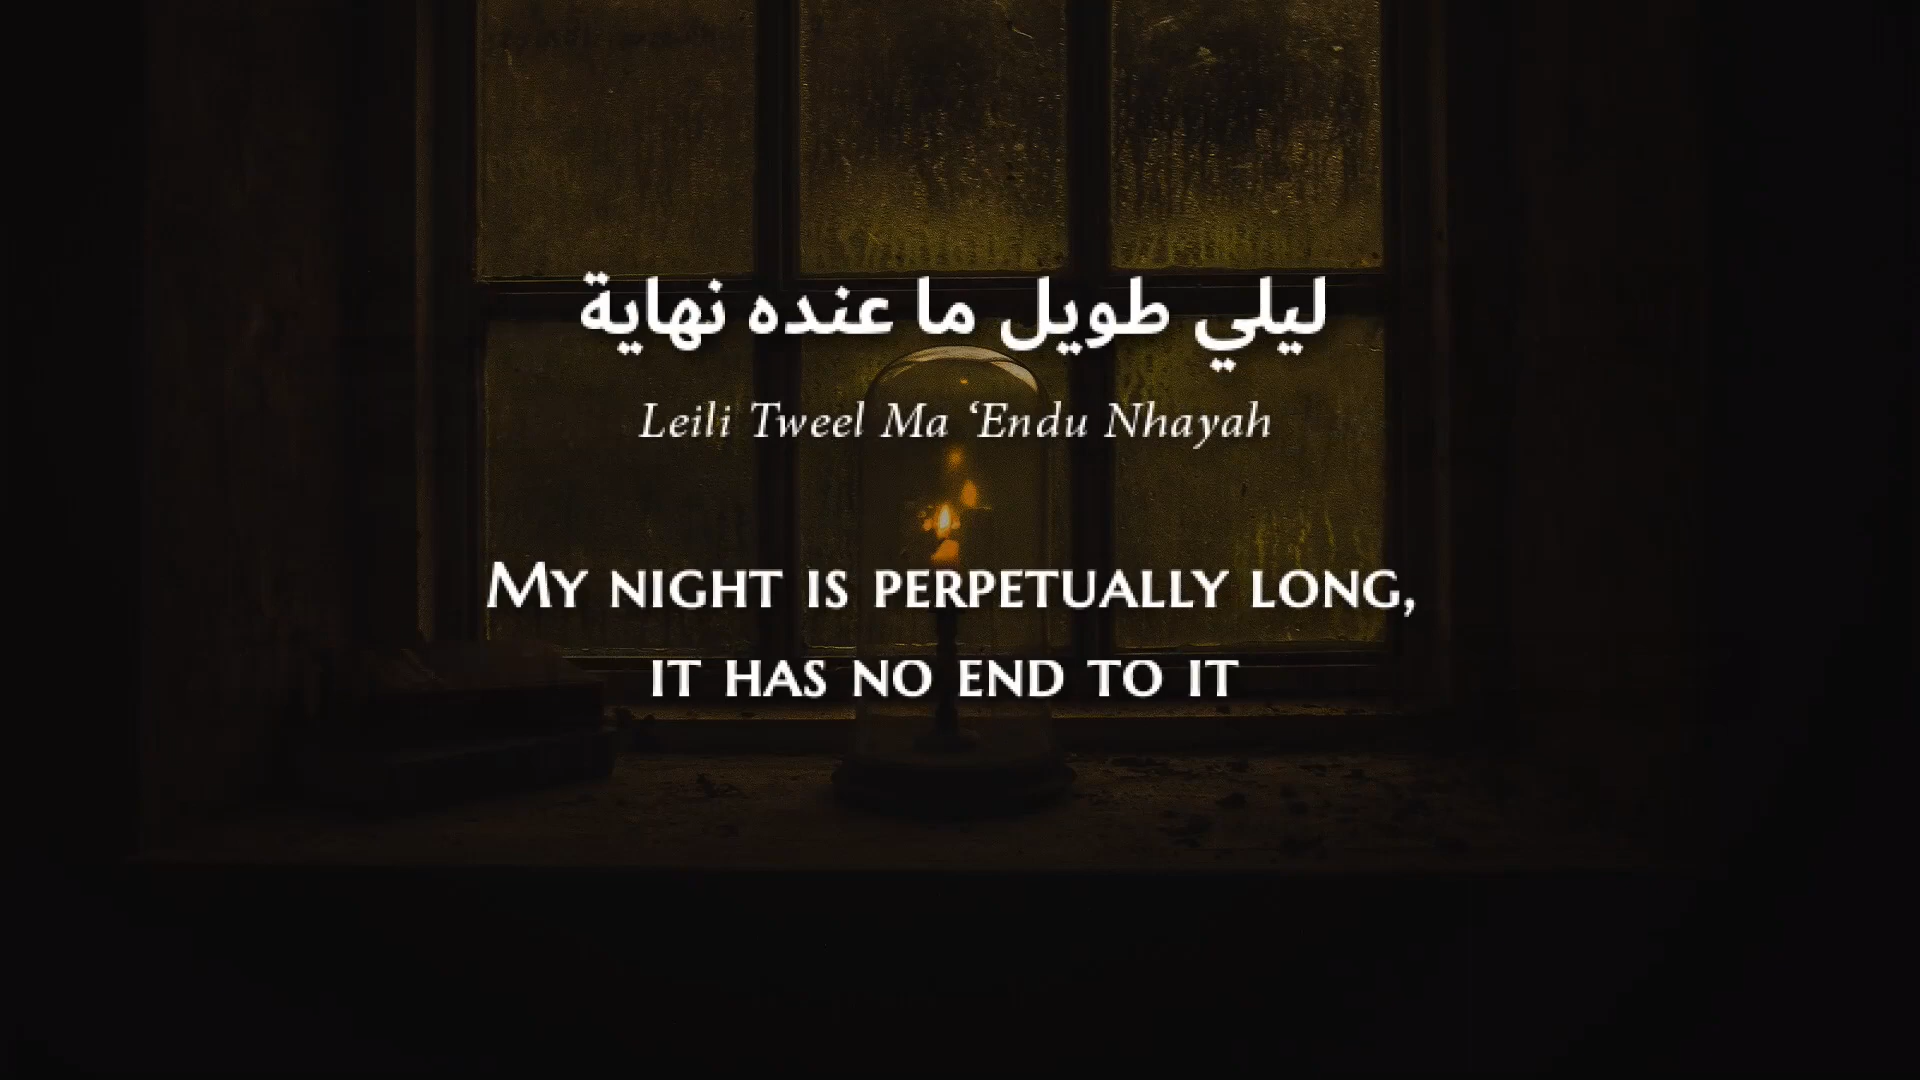 ليلي طويل ما عنده نهاية
Leili Tweel Ma ‘Endu Nhayah
My night is perpetually long,
it has no end to it